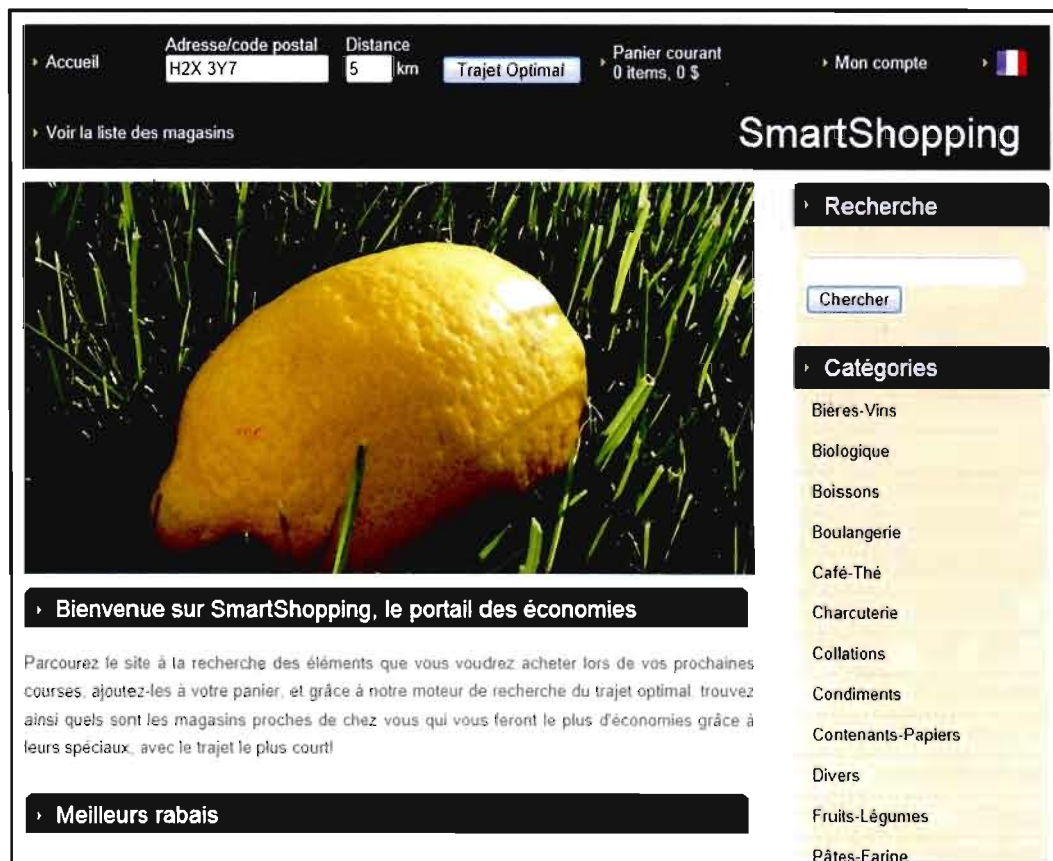 Accueil
Adresse/code postal
H2X 3Y7
Distance
5 km
Trajet Optimal
Panier courant
0 items, 0 $
Mon compte
Voir la liste des magasins
SmartShopping
Recherche
Chercher
Catégories
Bières-Vins
Biologique
Boissons
Boulangerie
Café-Thé
Charcuterie
Collations
Condiments
Contenants-Papiers
Divers
Fruits-Légumes
Pâtes-Farine
Bienvenue sur SmartShopping, le portail des économies
Parcourez le site à la recherche des éléments que vous voudrez acheter lors de vos prochaines
courses, ajoutez-les à votre panier, et grâce à notre moteur de recherche du trajet optimal, trouvez
ainsi quels sont les magasins proches de chez vous qui vous feront le plus d'économies grâce à
leurs spéciaux, avec le trajet le plus court!
Meilleurs rabais